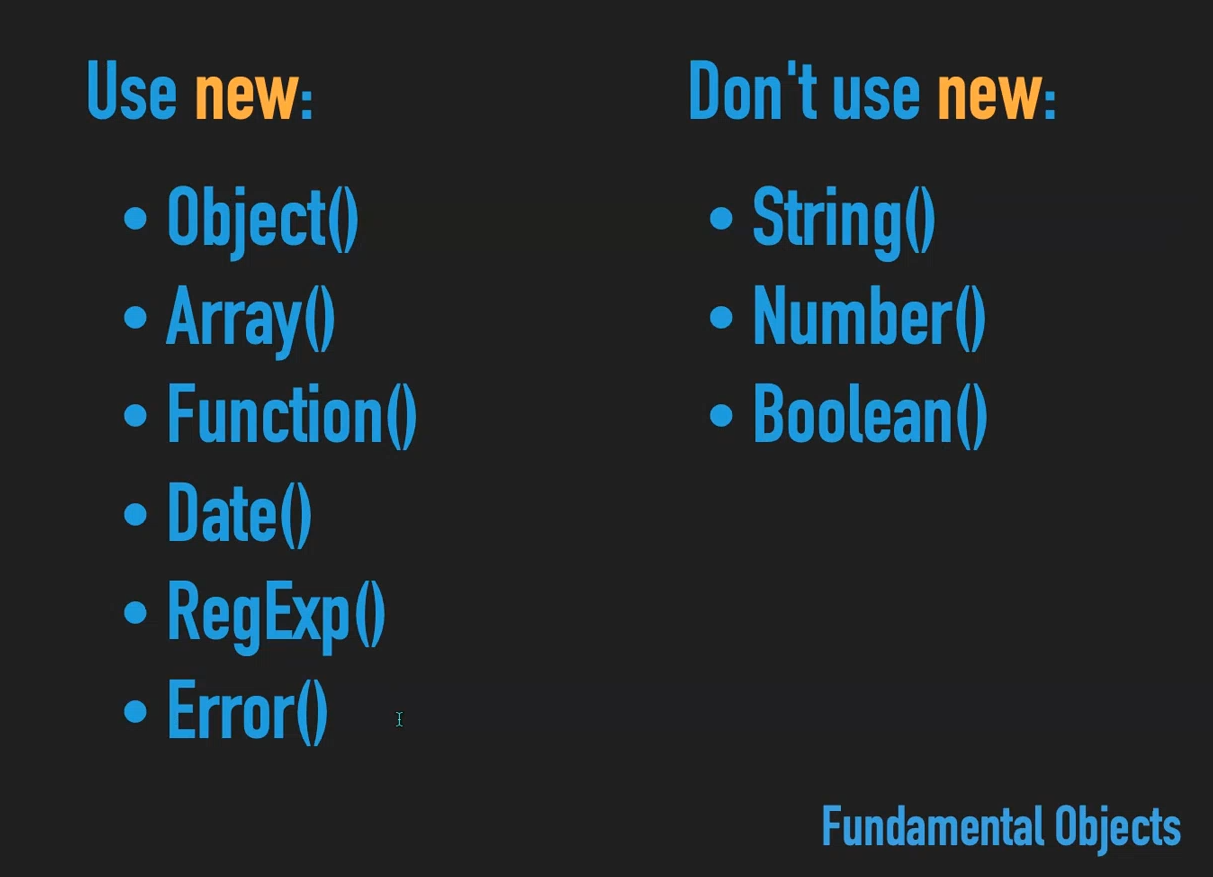 Use new:
• Object()
• Array()
• Function()
• Date()
• RegExp()
• Error()
Don't use new:
• String()
• Number()
• Boolean()
Fundamental Objects